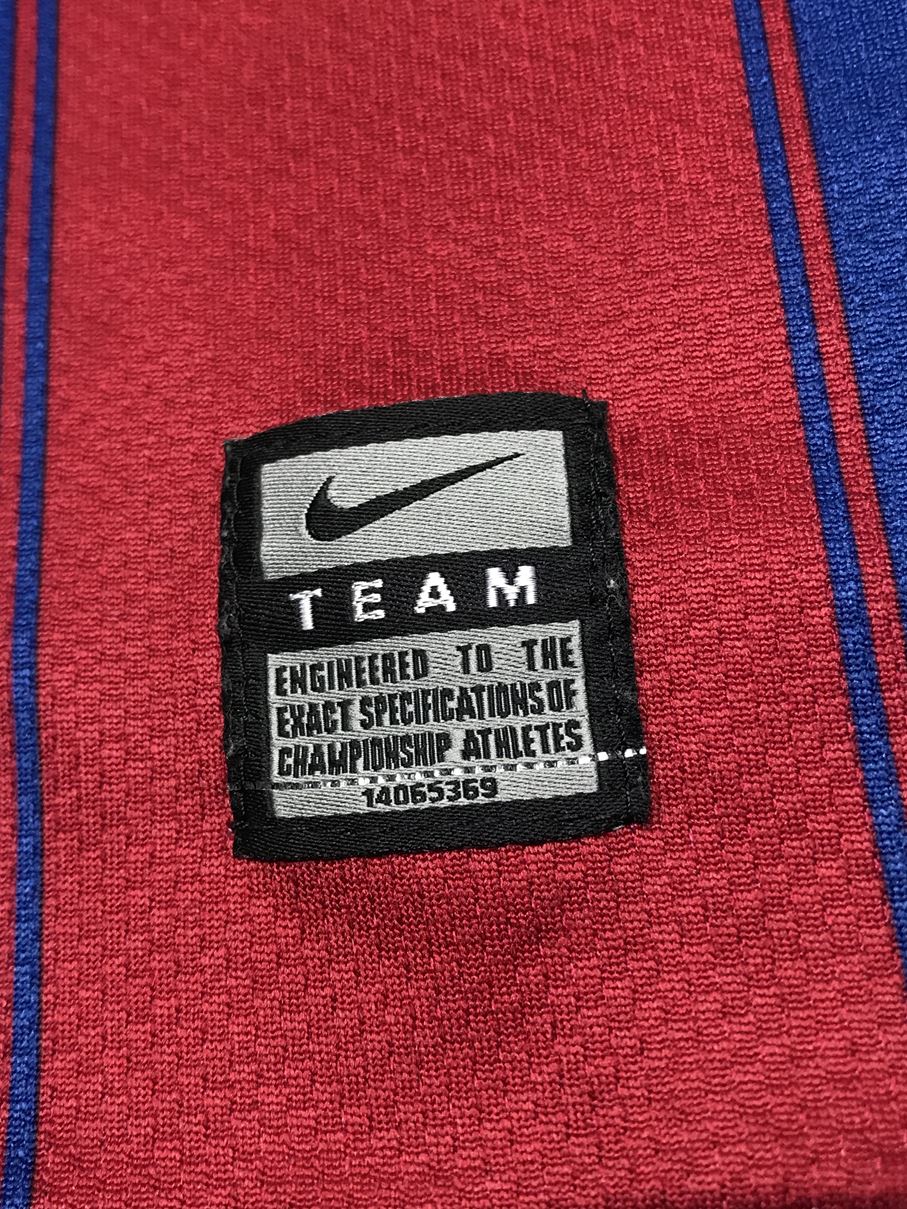 TEAM
ENGINEERED TO THE
EXACT SPECIFICATIONS OF
CHAMPIONSHIP ATHLETES
14065369